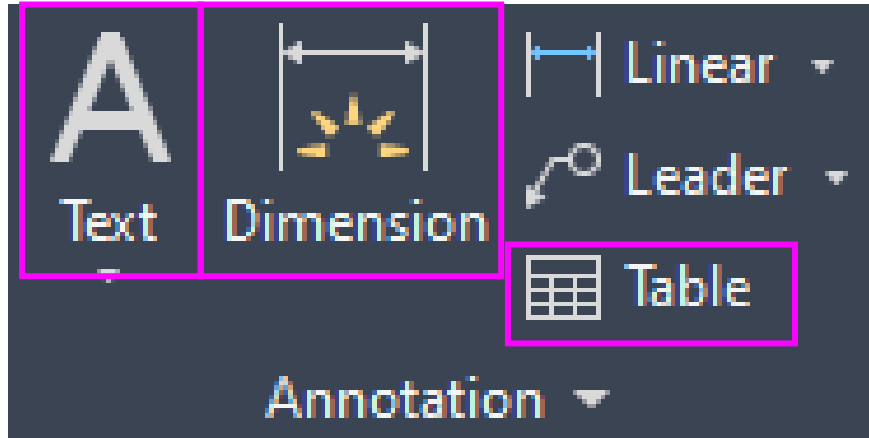 Text
Dimension
Linear
Leader
Table
Annotation